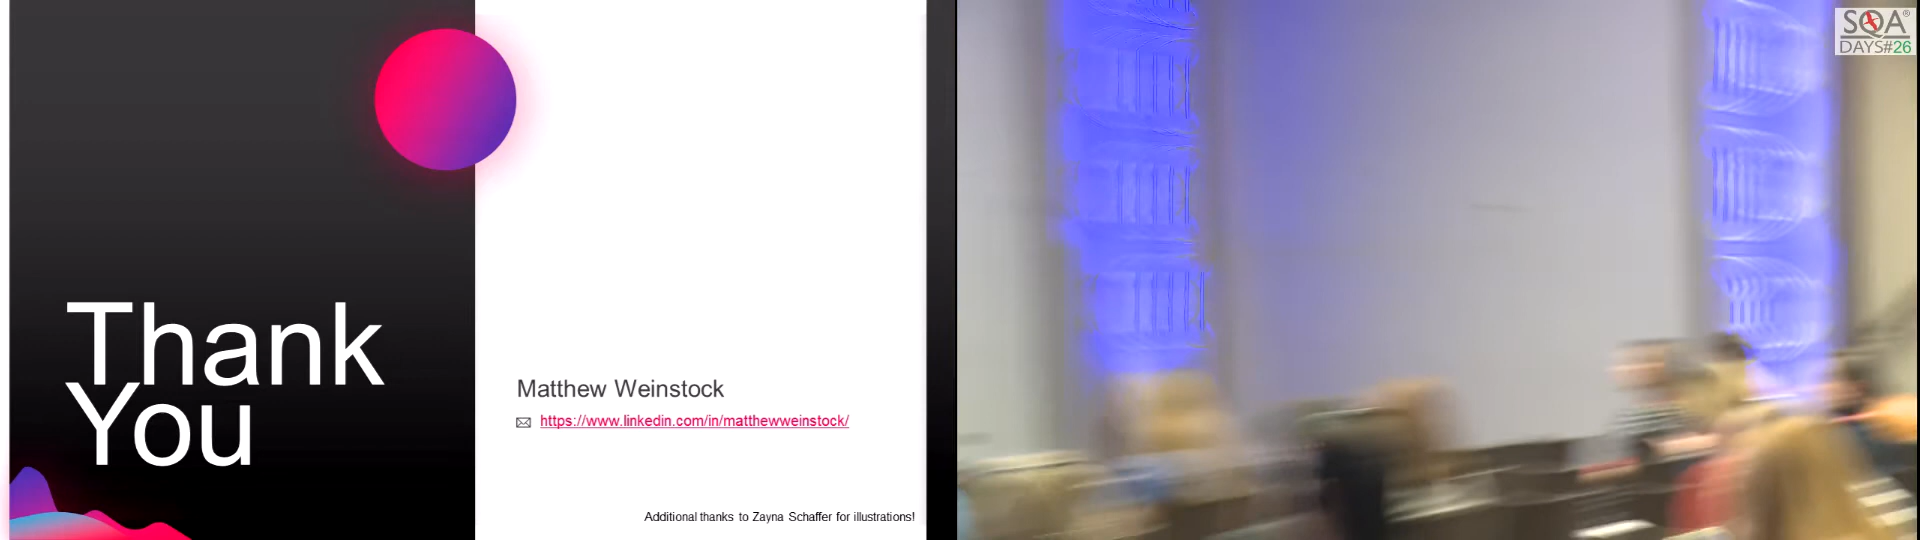 Thank
You
Matthew Weinstock
https://www.linkedin.com/in/matthewweinstock/
Additional thanks to Zayna Schaffer for illustrations!
SQA®
DAYS#26